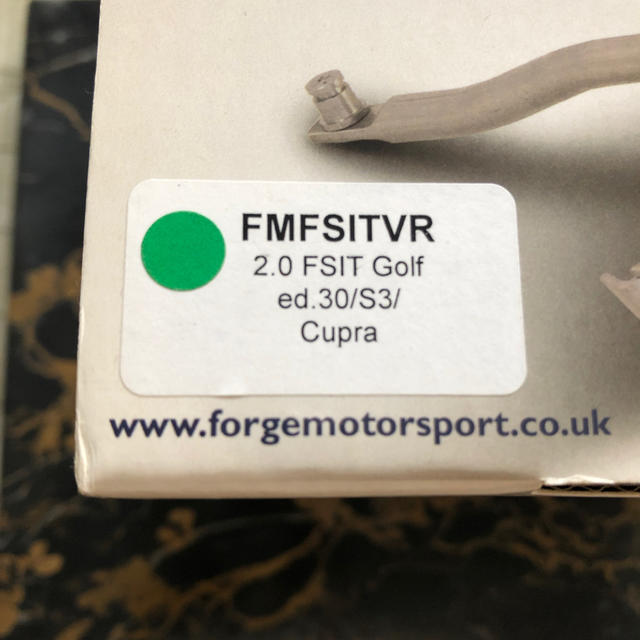 FMFSITVR
2.0 FSIT Golf
ed.30/S3/
Cupra
www.forgemotorsport.co.uk